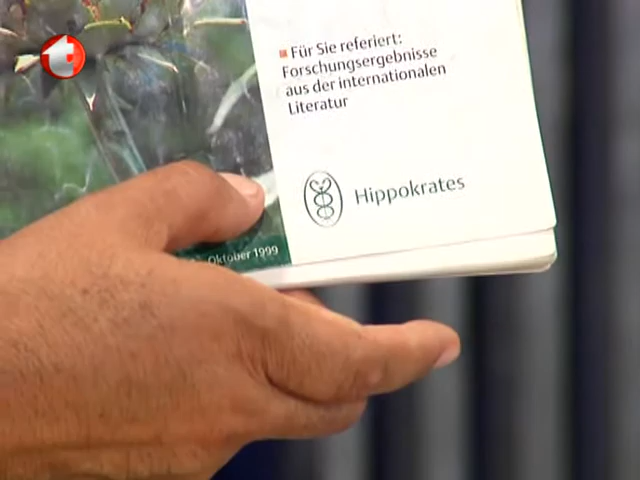 Für Sie referiert:
Forschungsergebnisse
aus der internationalen
Literatur
Hippokrates
Oktober 1999